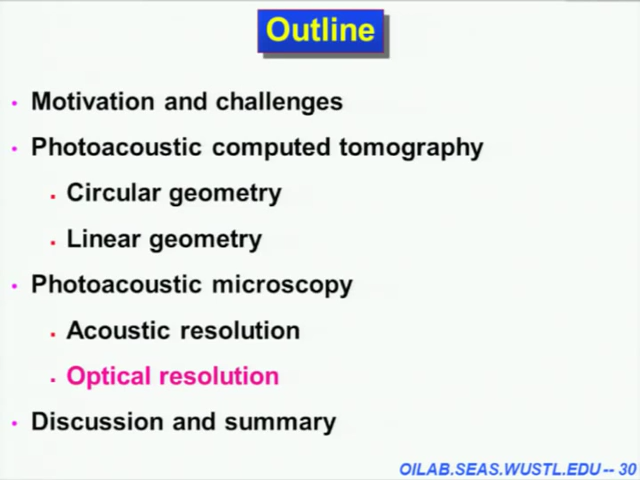 Outline
• Motivation and challenges
• Photoacoustic computed tomography
▪ Circular geometry
▪ Linear geometry
• Photoacoustic microscopy
▪ Acoustic resolution
▪ Optical resolution
• Discussion and summary
OILAB.SEAS.WUSTL.EDU -- 30